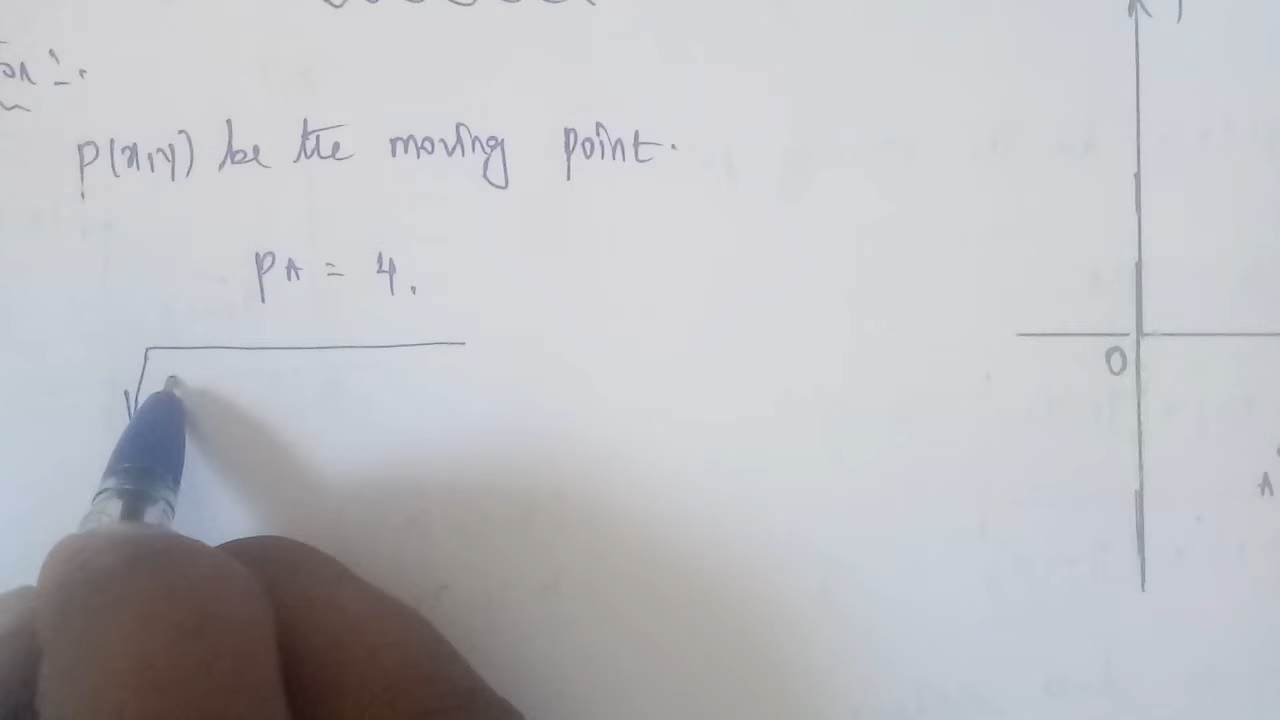 P(x,y) be the moving point.
PA = 4.
√
O
A